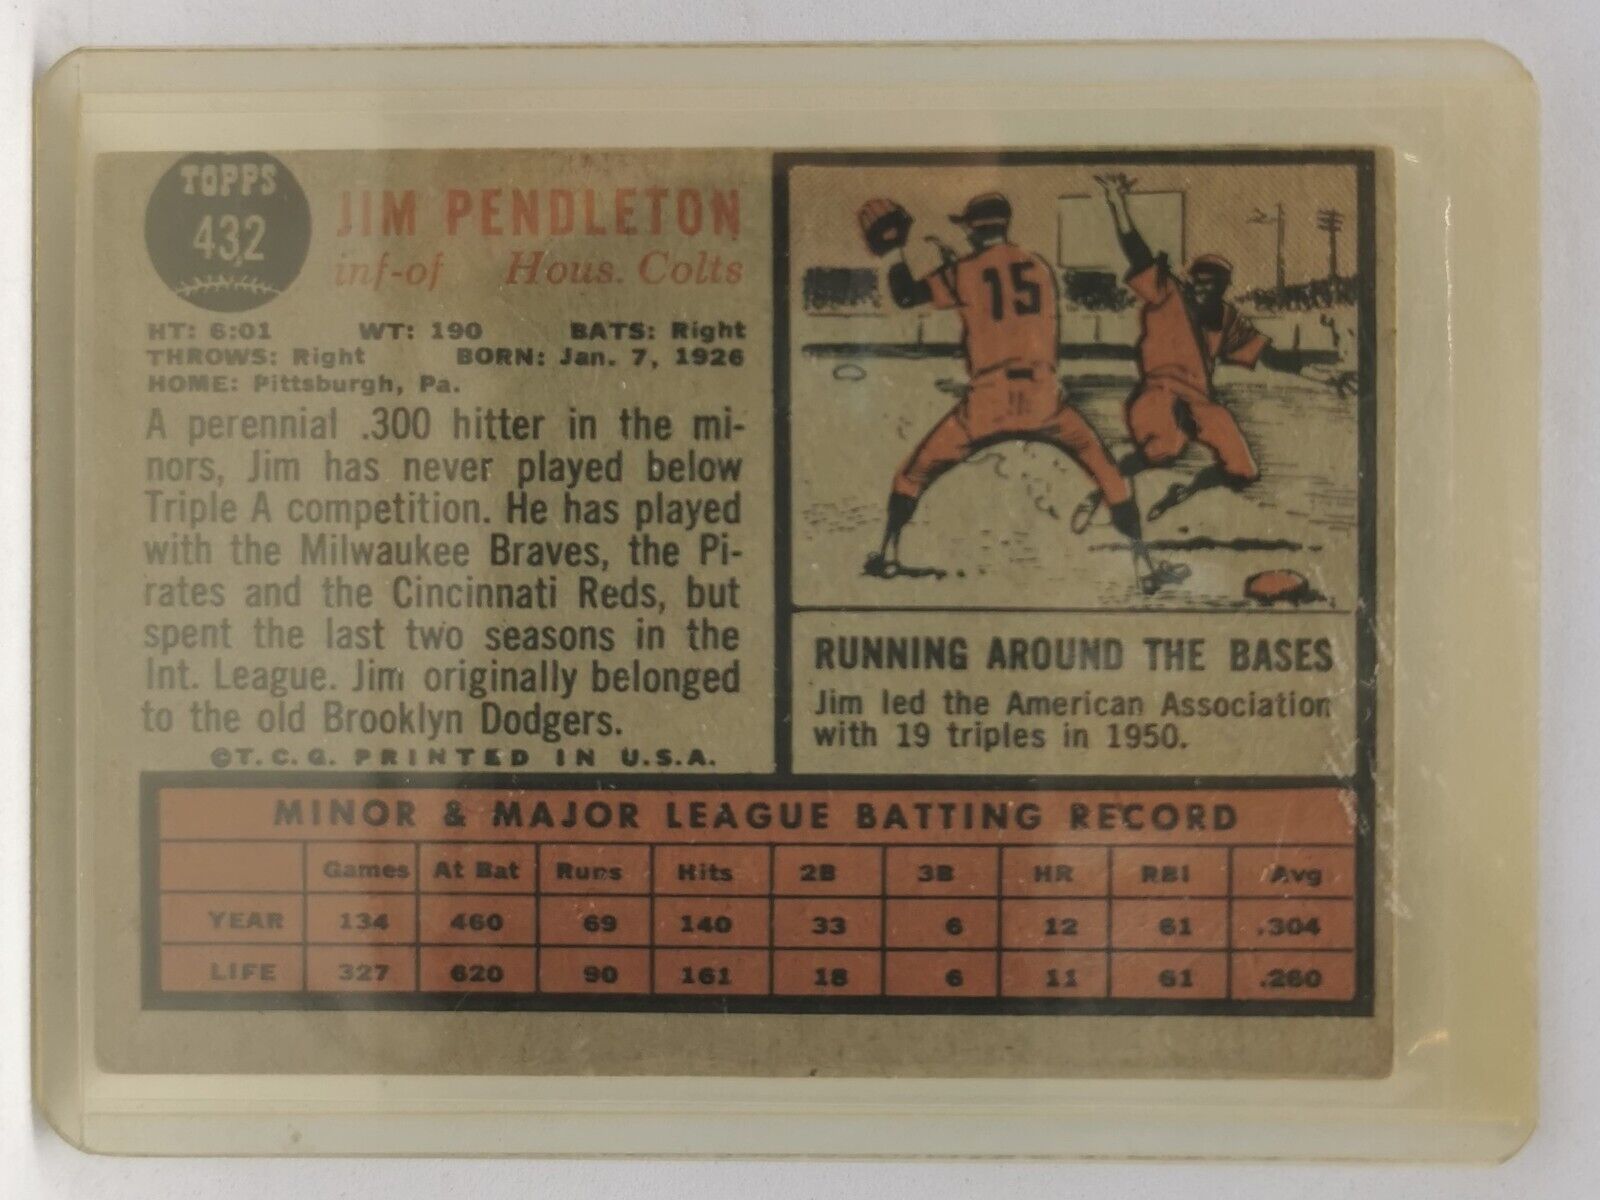 TOPPS
432
JIM PENDLETON
inf-of Hous. Colts
HT: 6:01 WT: 190 BATS: Right
THROWS: Right BORN: Jan. 7, 1926
HOME: Pittsburgh, Pa.
A perennial .300 hitter in the mi-
nors, Jim has never played below
Triple A competition. He has played
with the Milwaukee Braves, the Pi-
rates and the Cincinnati Reds, but
spent the last two seasons in the
Int. League. Jim originally belonged
to the old Brooklyn Dodgers.
©T.C.G. PRINTED IN U.S.A.
15
RUNNING AROUND THE BASES
Jim led the American Association
with 19 triples in 1950.
MINOR & MAJOR LEAGUE BATTING RECORD
Games At Bat Runs Hits 2B 3B HR RBI Avg
YEAR 134 460 69 140 33 6 12 61 .304
LIFE 327 620 90 161 18 6 11 61 .260